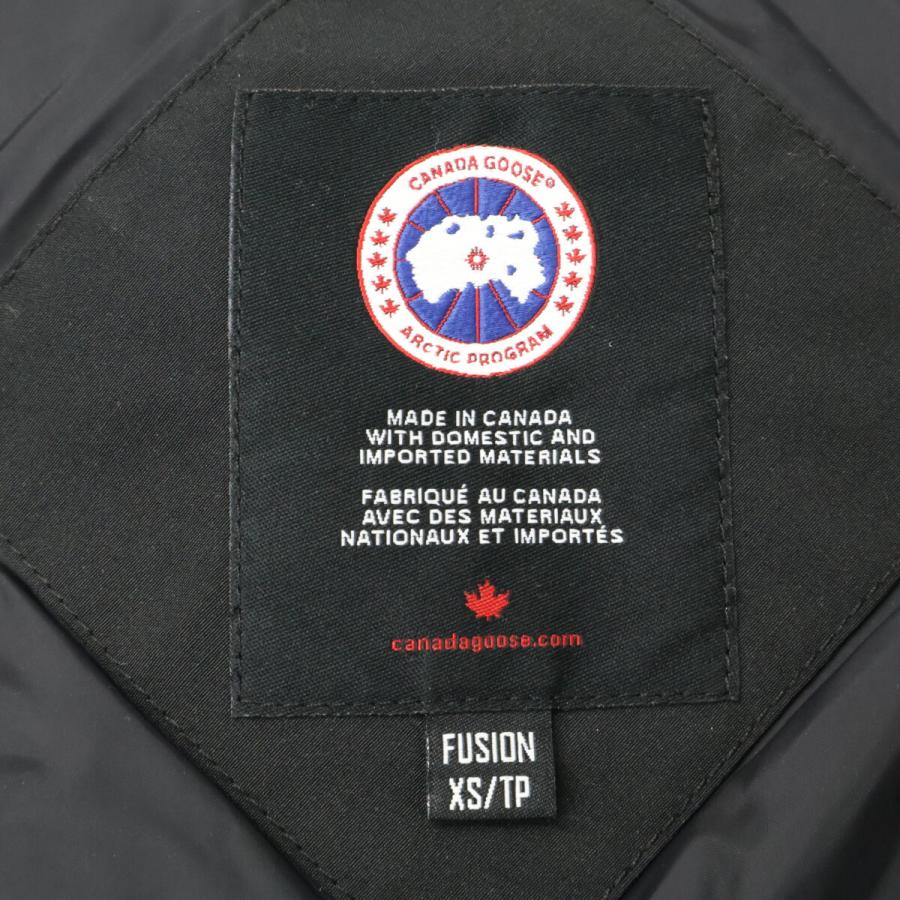 CANADA GOOSE®
ARCTIC PROGRAM
MADE IN CANADA
WITH DOMESTIC AND
IMPORTED MATERIALS
FABRIQUÉ AU CANADA
AVEC DES MATERIAUX
NATIONAUX ET IMPORTÉS
canadagoose.com
FUSION
XS/TP